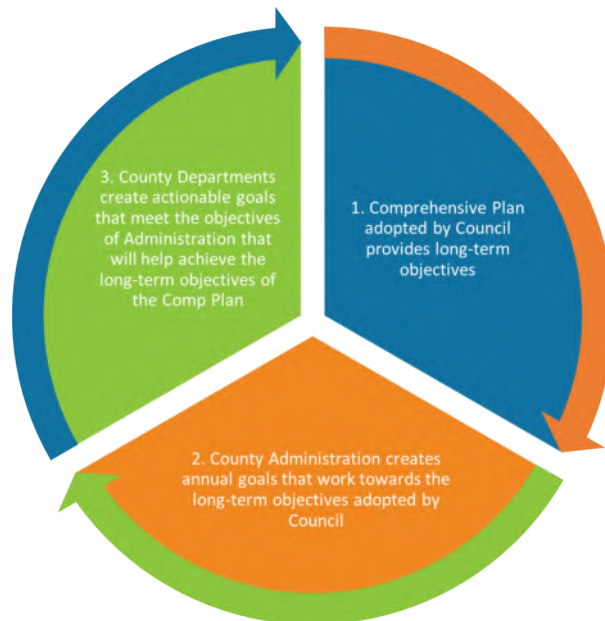 1. Comprehensive Plan
adopted by Council
provides long-term
objectives
2. County Administration creates
annual goals that work towards the
long-term objectives adopted by
Council
3. County Departments
create actionable goals
that meet the objectives
of Administration that
will help achieve the
long-term objectives of
the Comp Plan